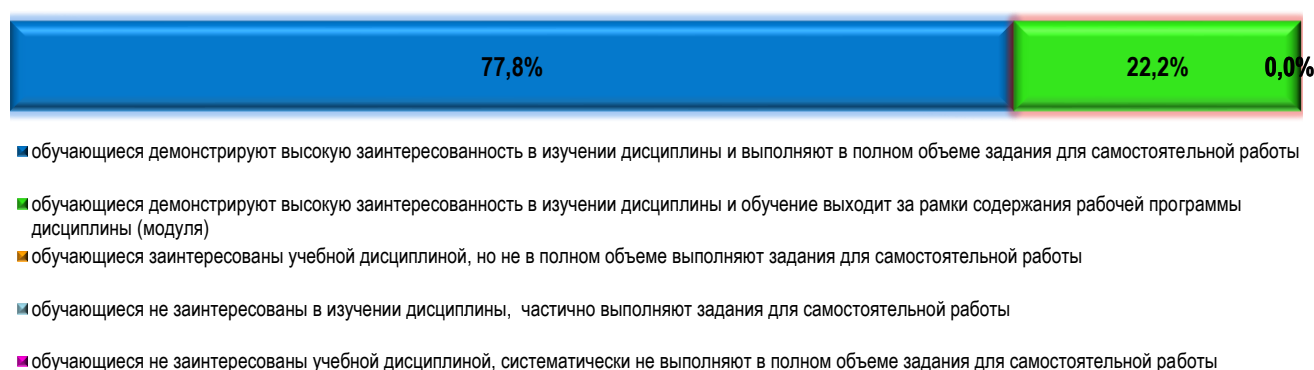 77,8% 22,2% 0,0%
обучающиеся демонстрируют высокую заинтересованность в изучении дисциплины и выполняют в полном объеме задания для самостоятельной работы
обучающиеся демонстрируют высокую заинтересованность в изучении дисциплины и обучение выходит за рамки содержания рабочей программы
дисциплины (модуля)
обучающиеся заинтересованы учебной дисциплиной, но не в полном объеме выполняют задания для самостоятельной работы
обучающиеся не заинтересованы в изучении дисциплины, частично выполняют задания для самостоятельной работы
обучающиеся не заинтересованы учебной дисциплиной, систематически не выполняют в полном объеме задания для самостоятельной работы